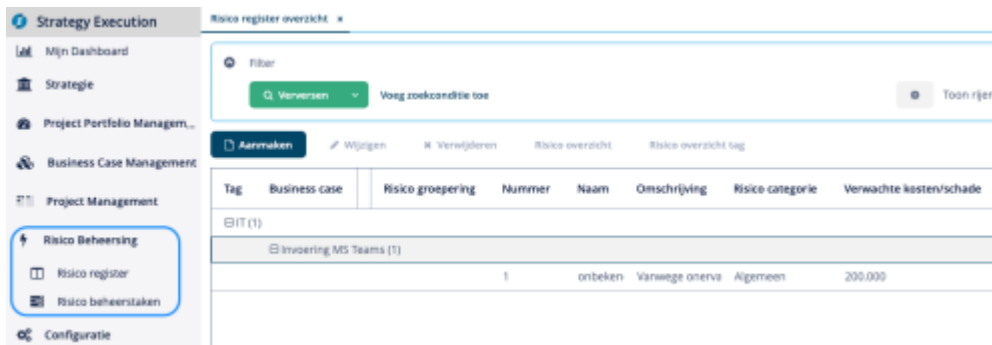 Strategy Execution
Risico register overzicht ×
Mijn Dashboard
Strategie
Project Portfolio Managem...
Business Case Management
Project Management
Risico Beheersing
Risico register
Risico beheerstaken
Configuratie
Filter
Verversen
Voeg zoekconditie toe
Toon rijer
Aanmaken
Wijzigen
Verwijderen
Risico overzicht
Risico overzicht tag
Tag Business case Risico groepering Nummer Naam Omschrijving Risico categorie Verwachte kosten/schade
IT (1)
Invoering MS Teams (1)
1 onbeken Vanwege onerva Algemeen 200.000